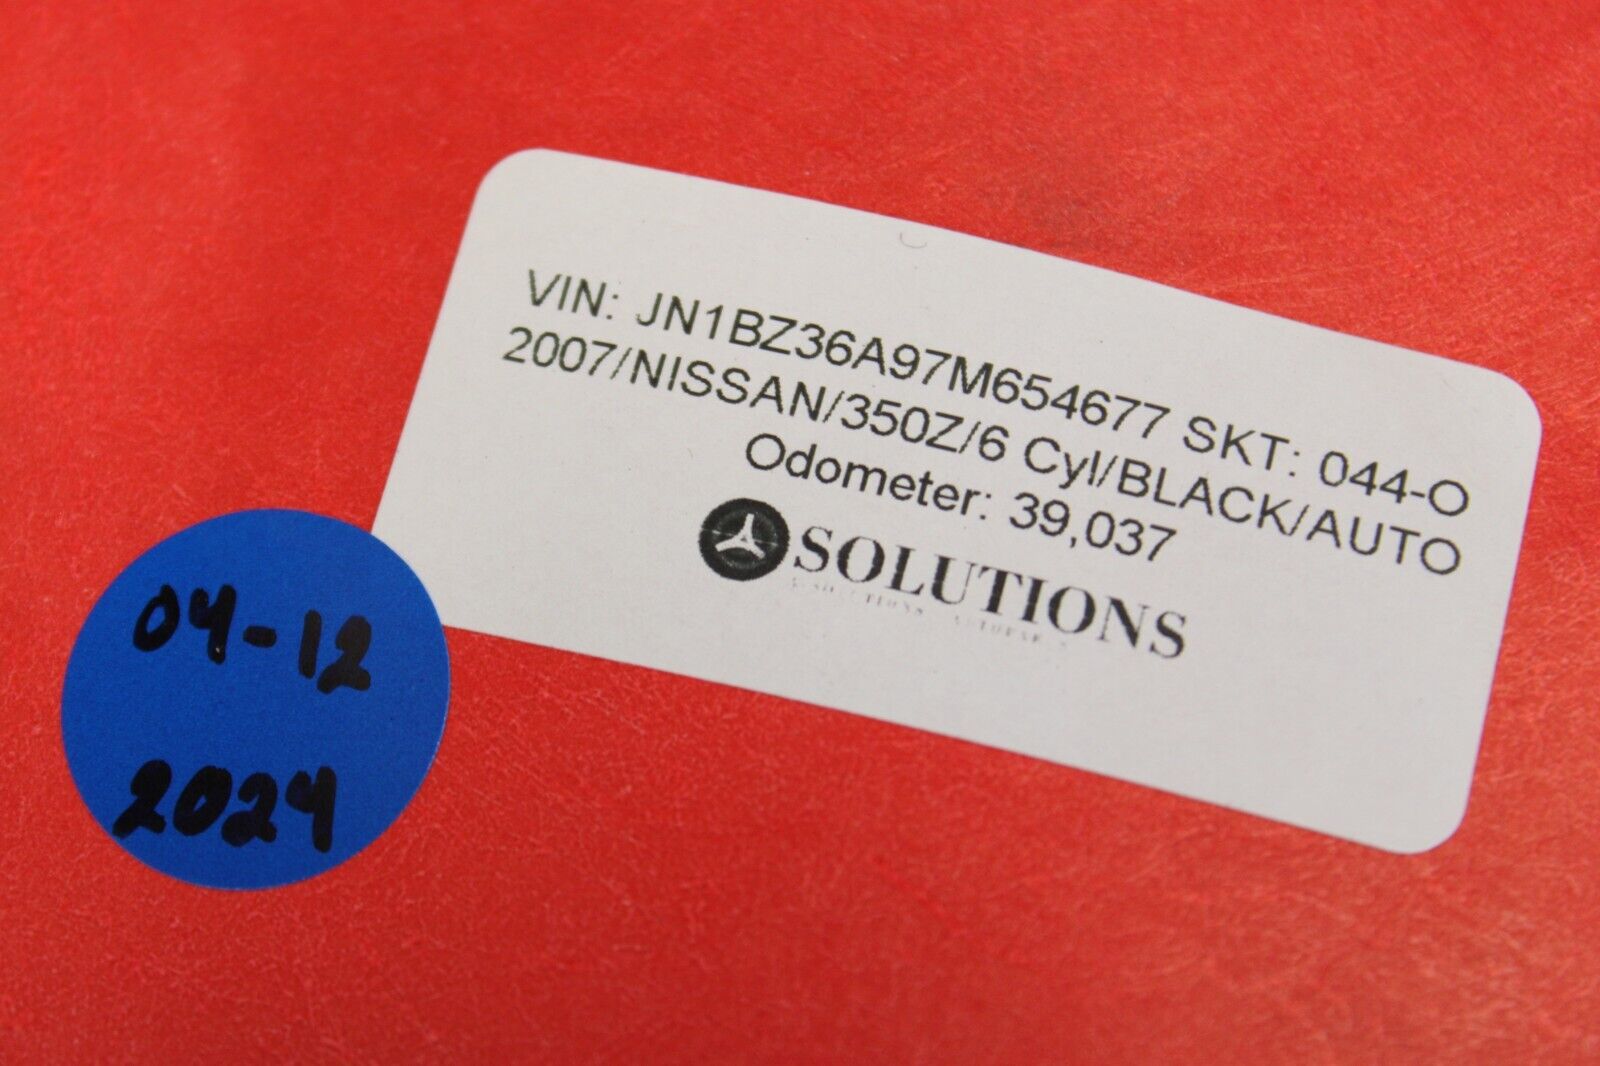 VIN: JN1BZ36A97M654677 SKT: 044-O
2007/NISSAN/350Z/6 Cyl/BLACK/AUTO
Odometer: 39,037
SOLUTIONS
04-12
2024